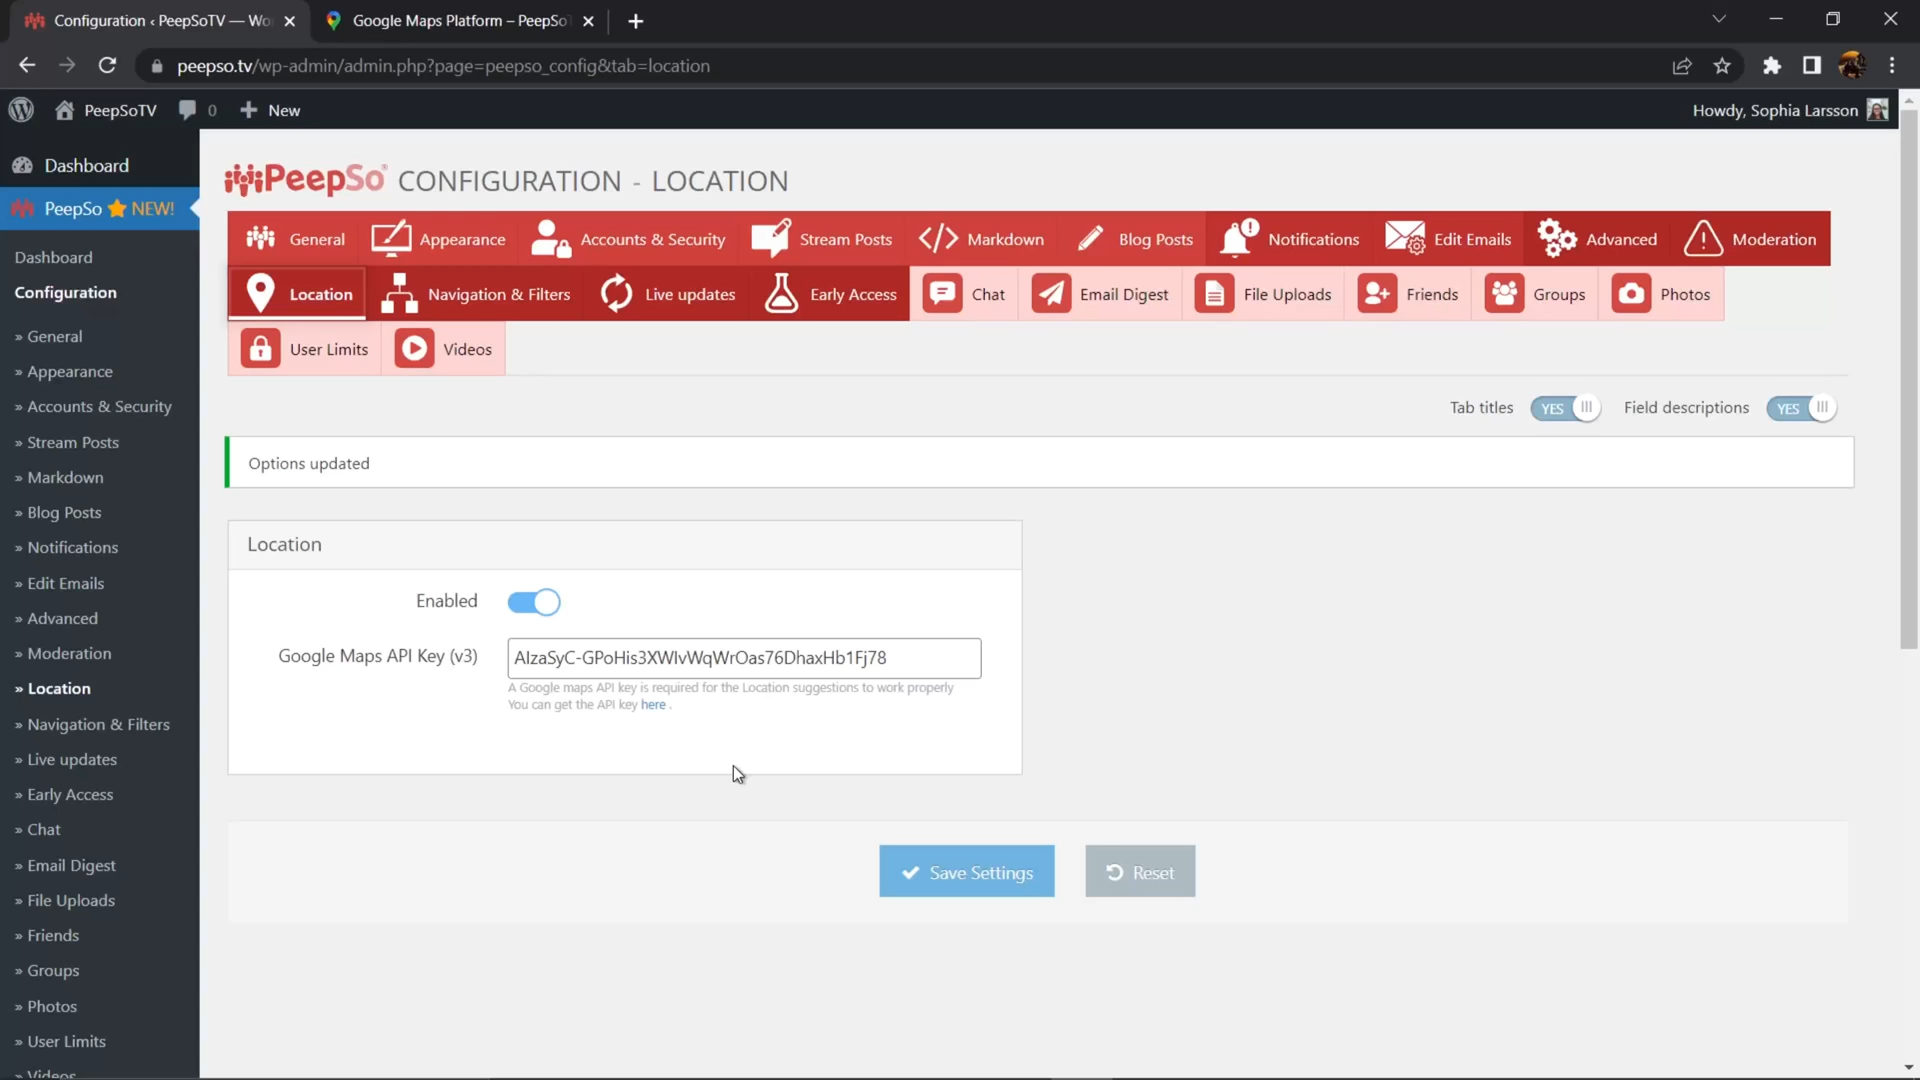 Configuration ‹ PeepSoTV — Wo
Google Maps Platform – PeepSo
peepso.tv/wp-admin/admin.php?page=peepso_config&tab=location
PeepSoTV 0 New
Howdy, Sophia Larsson
Dashboard
PeepSo NEW!
Dashboard
Configuration
» General
» Appearance
» Accounts & Security
» Stream Posts
» Markdown
» Blog Posts
» Notifications
» Edit Emails
» Advanced
» Moderation
» Location
» Navigation & Filters
» Live updates
» Early Access
» Chat
» Email Digest
» File Uploads
» Friends
» Groups
» Photos
» User Limits
» Videos
PeepSo® CONFIGURATION - LOCATION
General Appearance Accounts & Security Stream Posts Markdown Blog Posts Notifications Edit Emails Advanced Moderation
Location Navigation & Filters Live updates Early Access Chat Email Digest File Uploads Friends Groups Photos
User Limits Videos
Tab titles YES Field descriptions YES
Options updated
Location
Enabled
Google Maps API Key (v3) AIzaSyC-GPoHis3XWIvWqWrOas76DhaxHb1Fj78
A Google maps API key is required for the Location suggestions to work properly
You can get the API key here .
Save Settings Reset